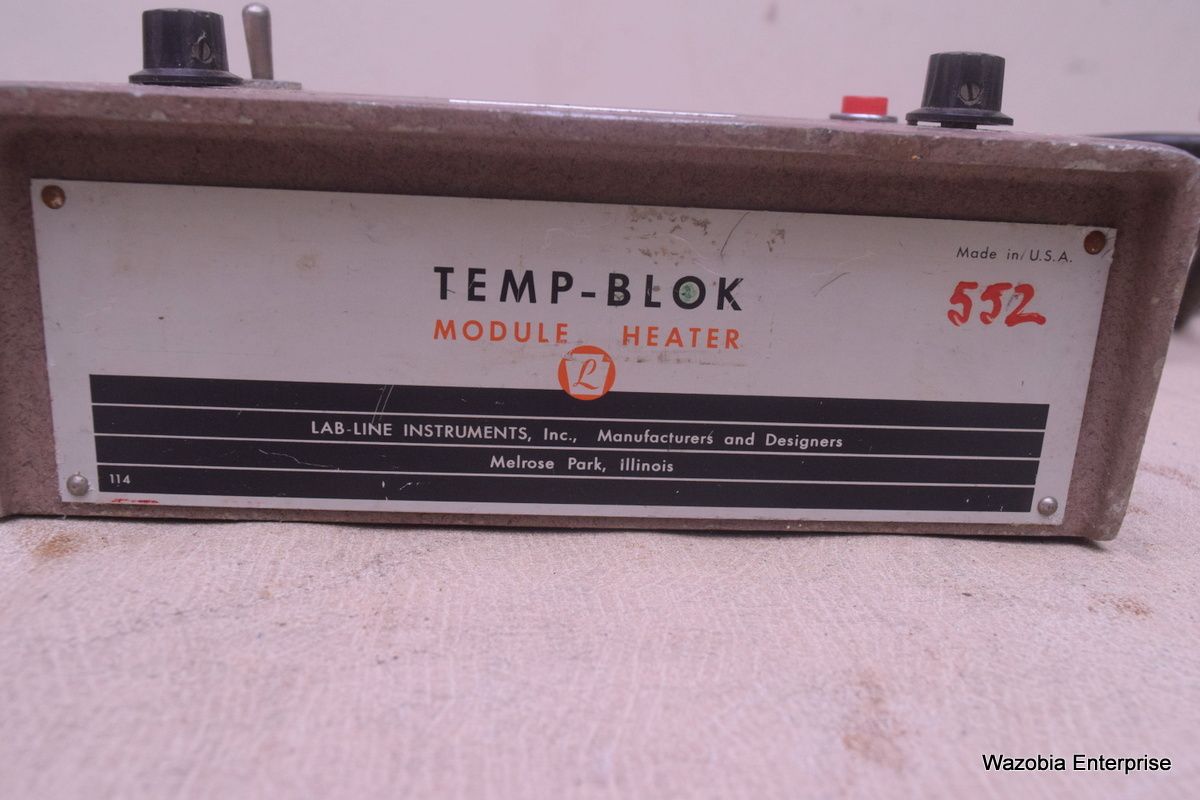 Made in U.S.A.
TEMP-BLOK
552
MODULE HEATER
L
LAB-LINE INSTRUMENTS, Inc., Manufacturers and Designers
Melrose Park, Illinois
114
Wazobia Enterprise